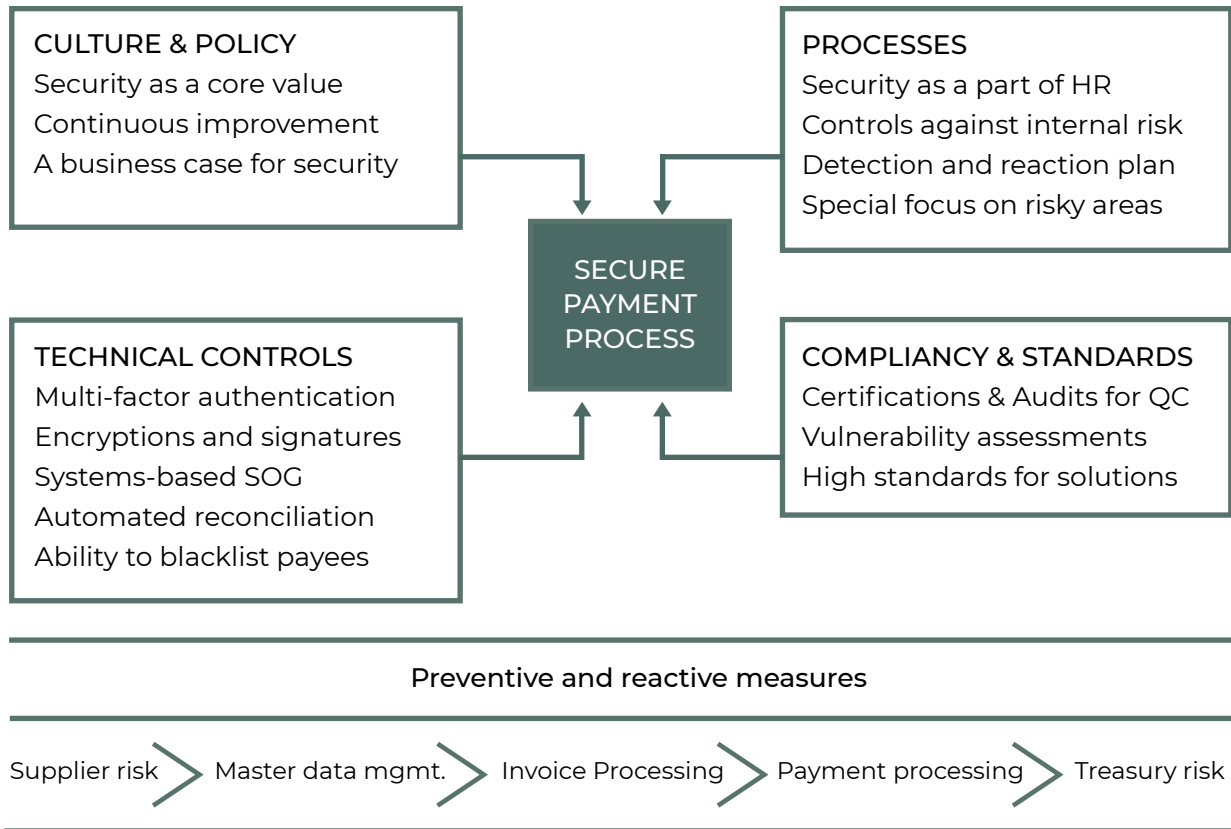 CULTURE & POLICY
Security as a core value
Continuous improvement
A business case for security
PROCESSES
Security as a part of HR
Controls against internal risk
Detection and reaction plan
Special focus on risky areas
SECURE
PAYMENT
PROCESS
TECHNICAL CONTROLS
Multi-factor authentication
Encryptions and signatures
Systems-based SOG
Automated reconciliation
Ability to blacklist payees
COMPLIANCY & STANDARDS
Certifications & Audits for QC
Vulnerability assessments
High standards for solutions
Preventive and reactive measures
Supplier risk Master data mgmt. Invoice Processing Payment processing Treasury risk